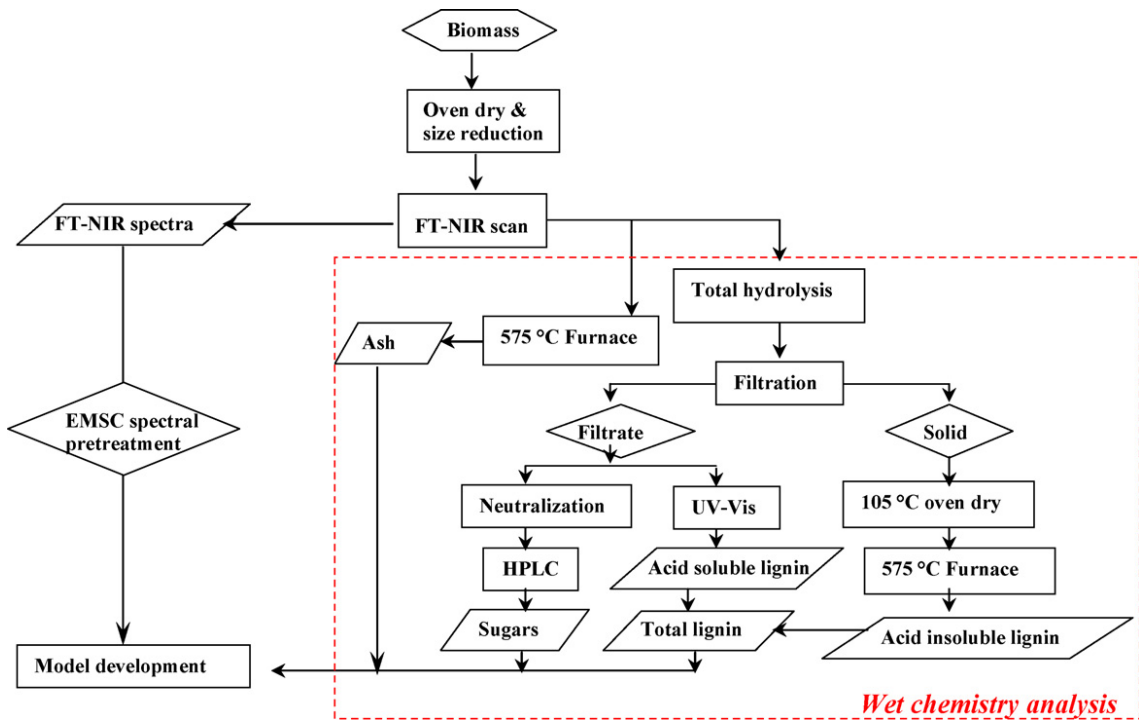 Biomass
Oven dry &
size reduction
FT-NIR spectra
FT-NIR scan
Total hydrolysis
Ash
575 °C Furnace
Filtration
EMSC spectral
pretreatment
Filtrate
Solid
Neutralization
UV-Vis
105 °C oven dry
HPLC
Acid soluble lignin
575 °C Furnace
Sugars
Total lignin
Acid insoluble lignin
Model development
Wet chemistry analysis